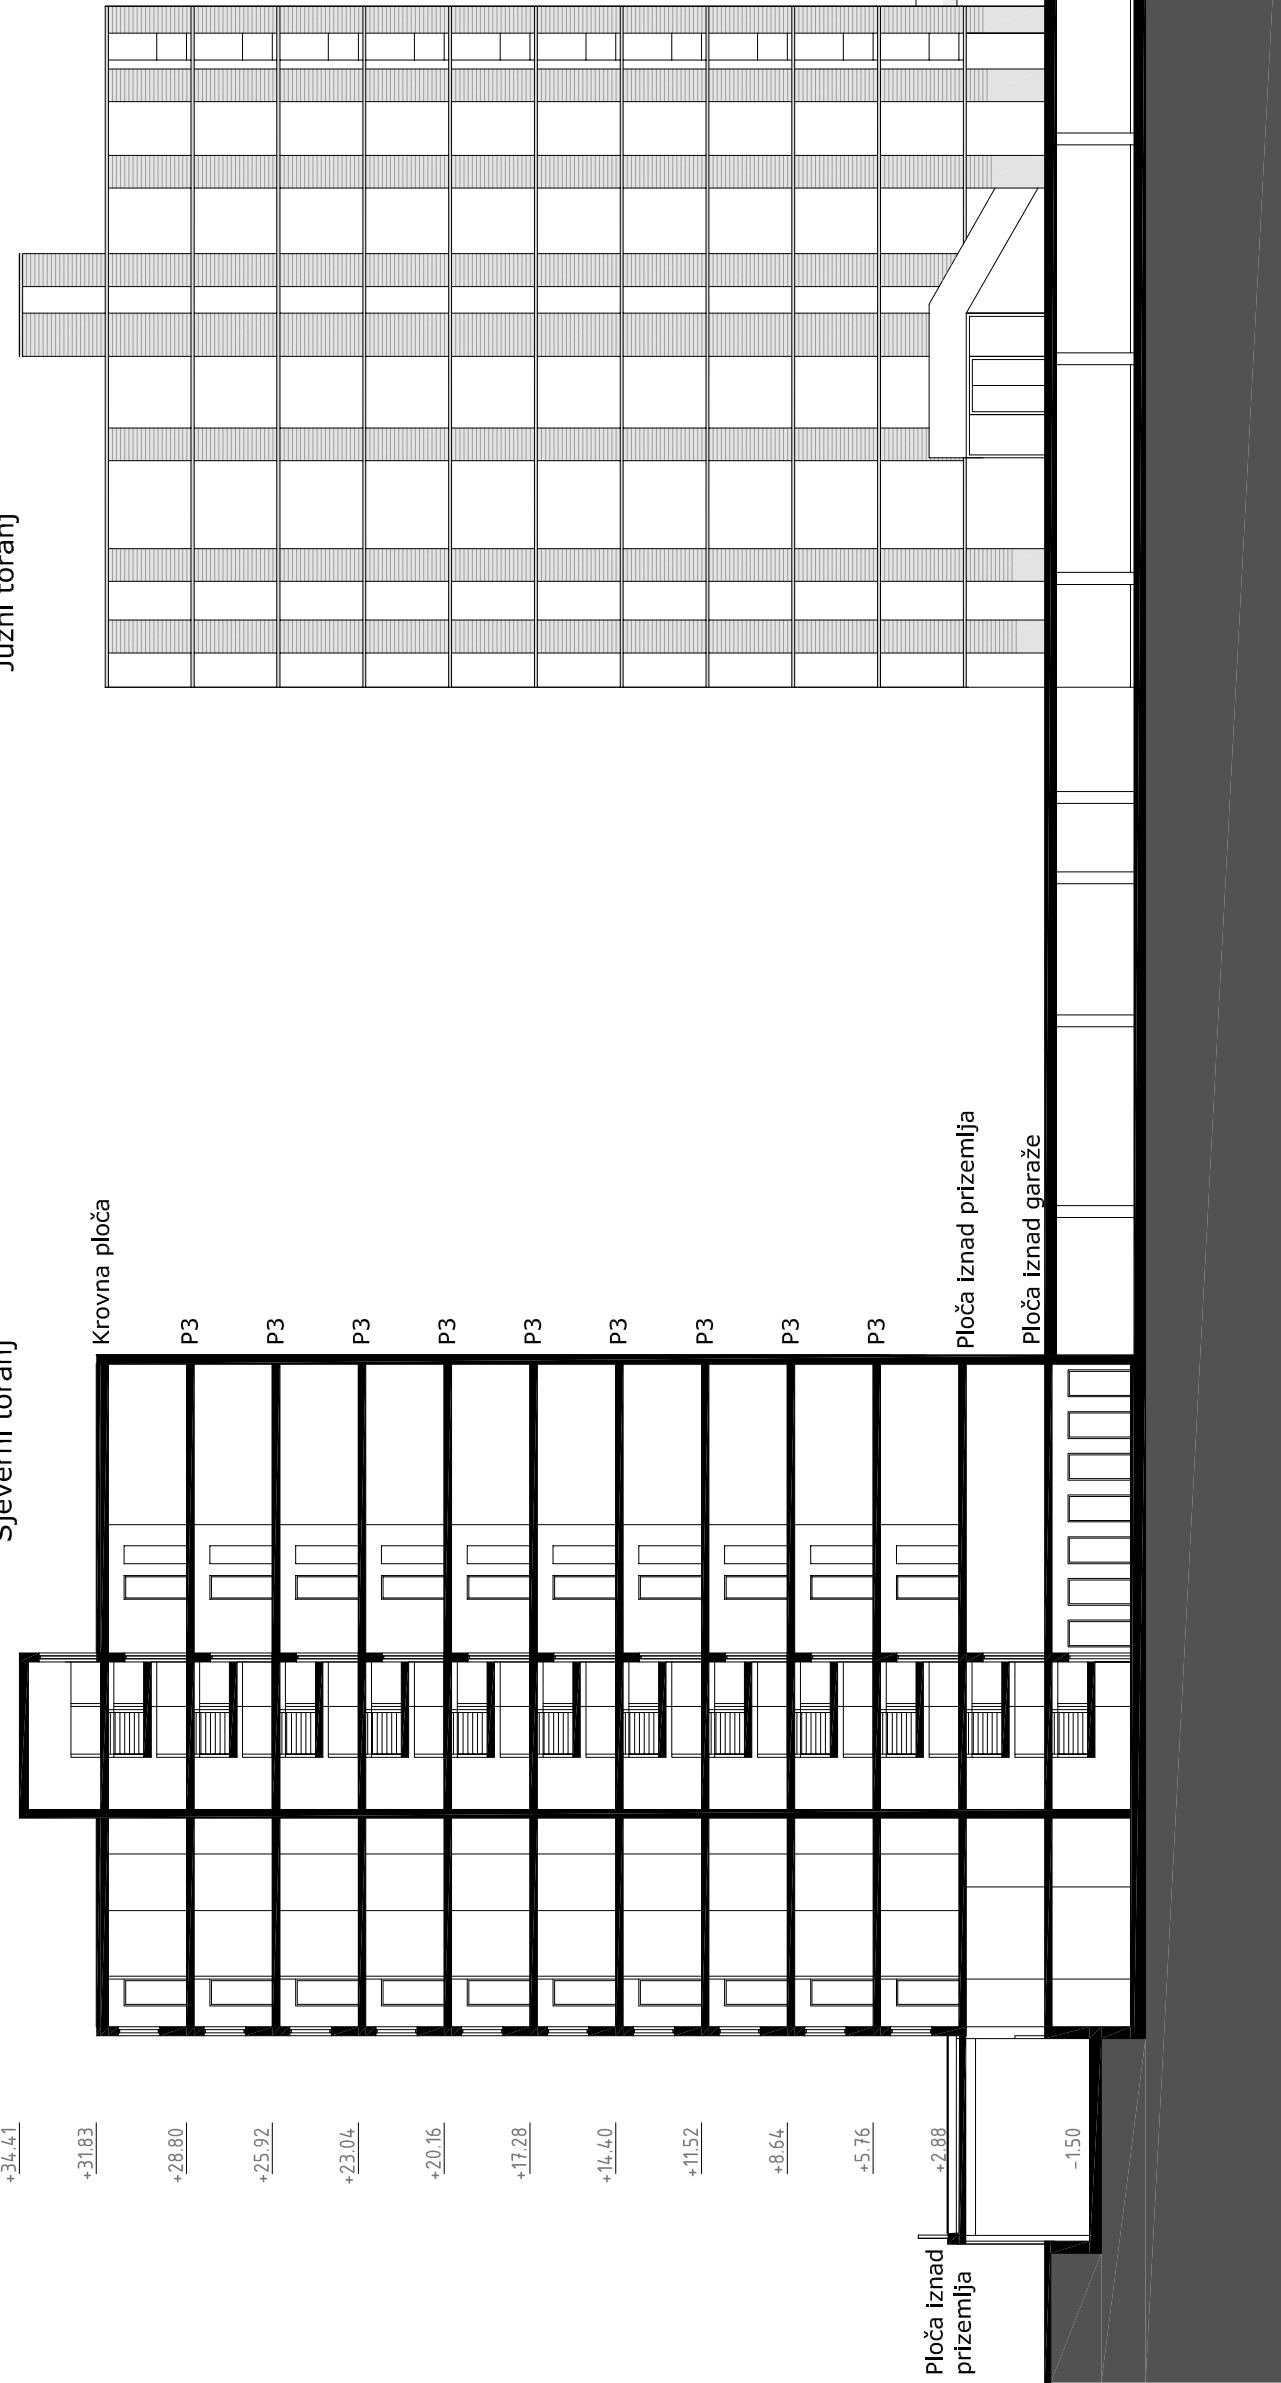 Sjeverni toranj
Južni toranj
Krovna ploča
P3
P3
P3
P3
P3
P3
P3
P3
P3
Ploča iznad prizemlja
Ploča iznad garaže
+34.41
+31.83
+28.80
+25.92
+23.04
+20.16
+17.28
+14.40
+11.52
+8.64
+5.76
+2.88
-1.50
Ploča iznad
prizemlja